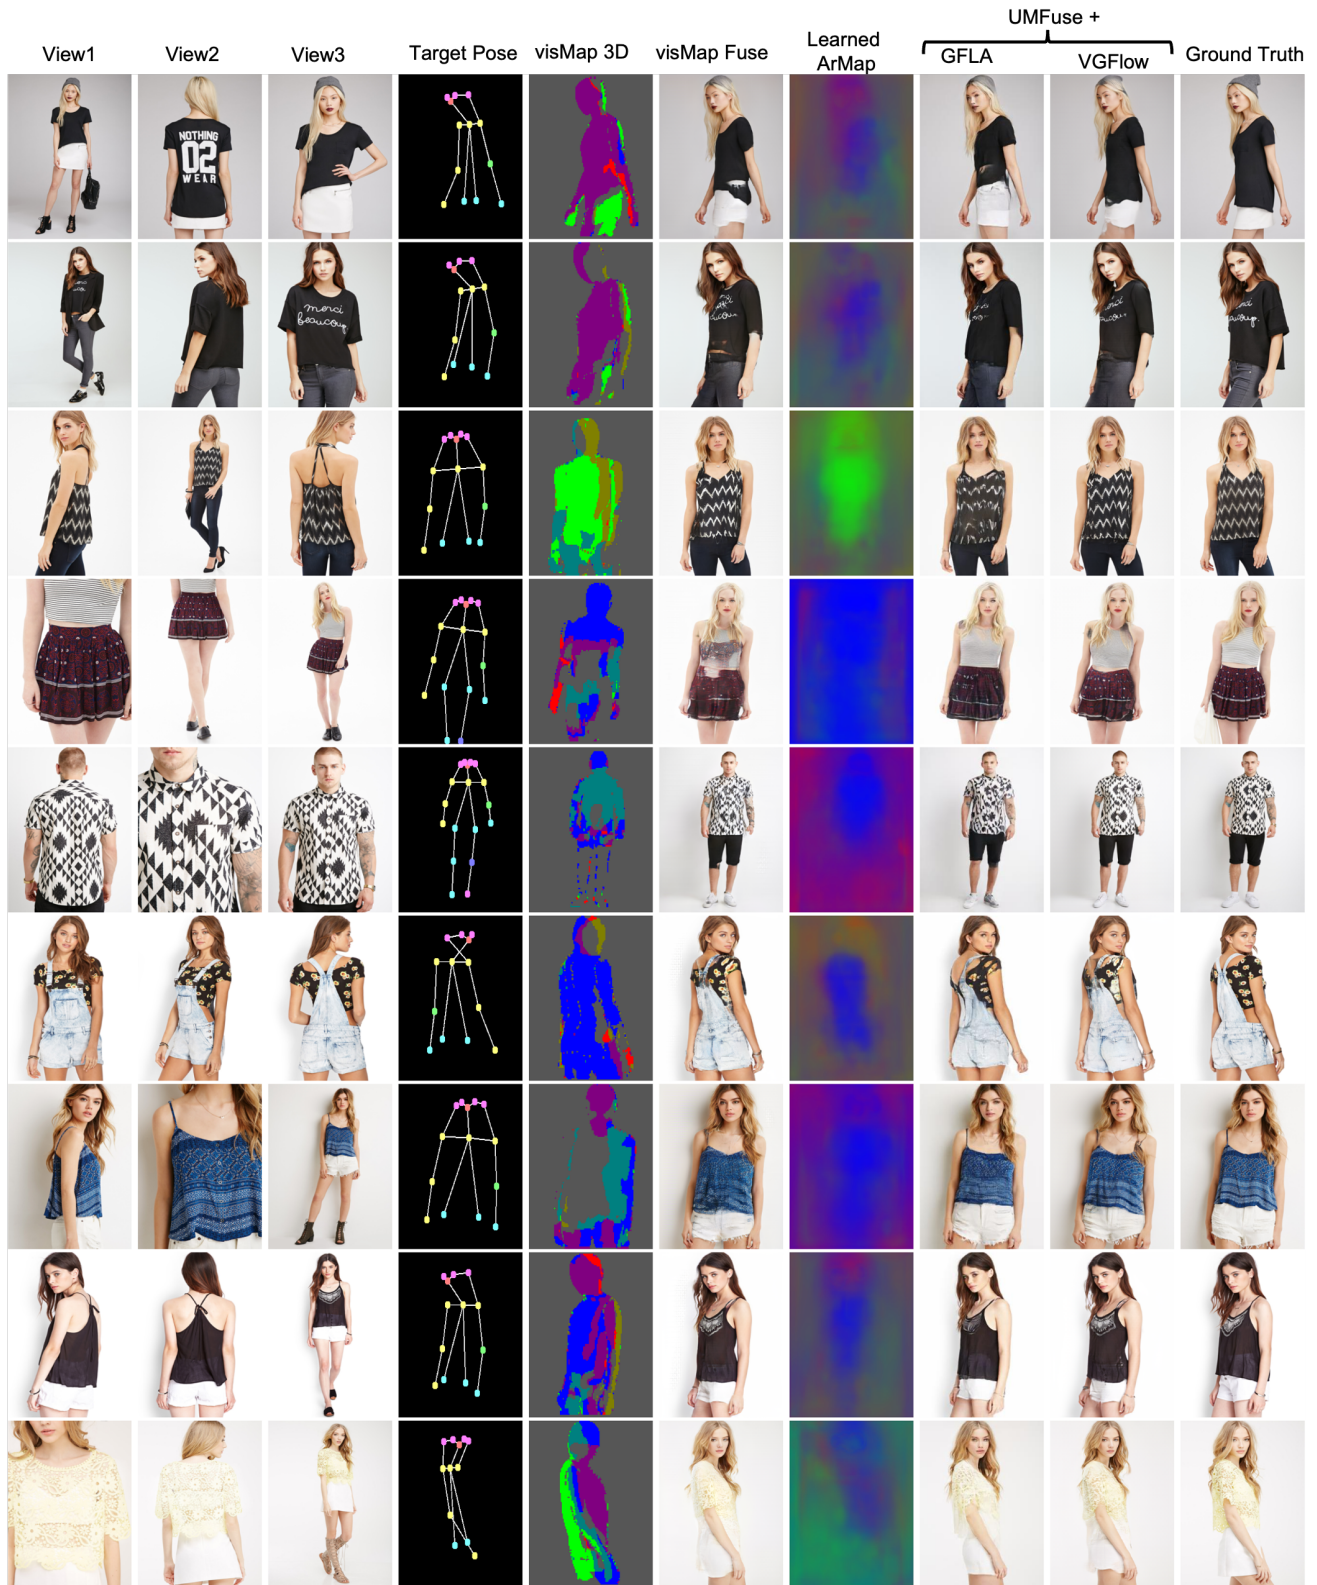 UMFuse +
View1 View2 View3 Target Pose visMap 3D visMap Fuse Learned ArMap GFLA VGFlow Ground Truth
NOTHING
02
WEAR
merci
beaucoup